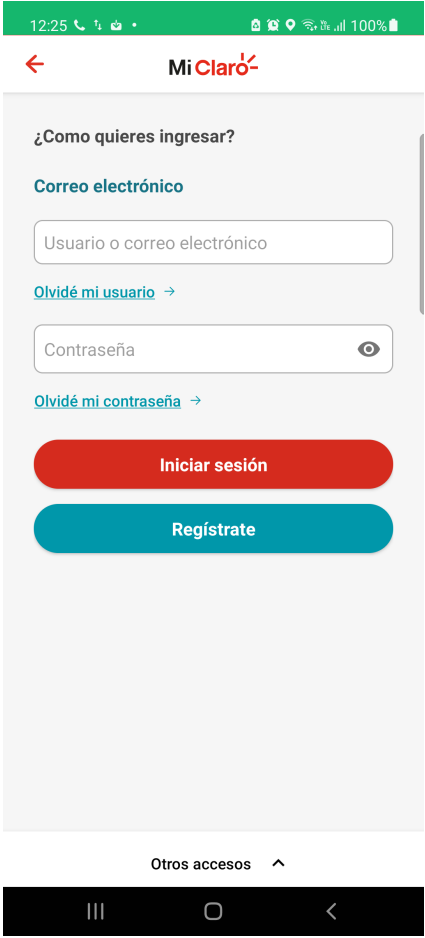 12:25
100%
Mi Claro
¿Como quieres ingresar?
Correo electrónico
Usuario o correo electrónico
Olvidé mi usuario →
Contraseña
Olvidé mi contraseña →
Iniciar sesión
Regístrate
Otros accesos